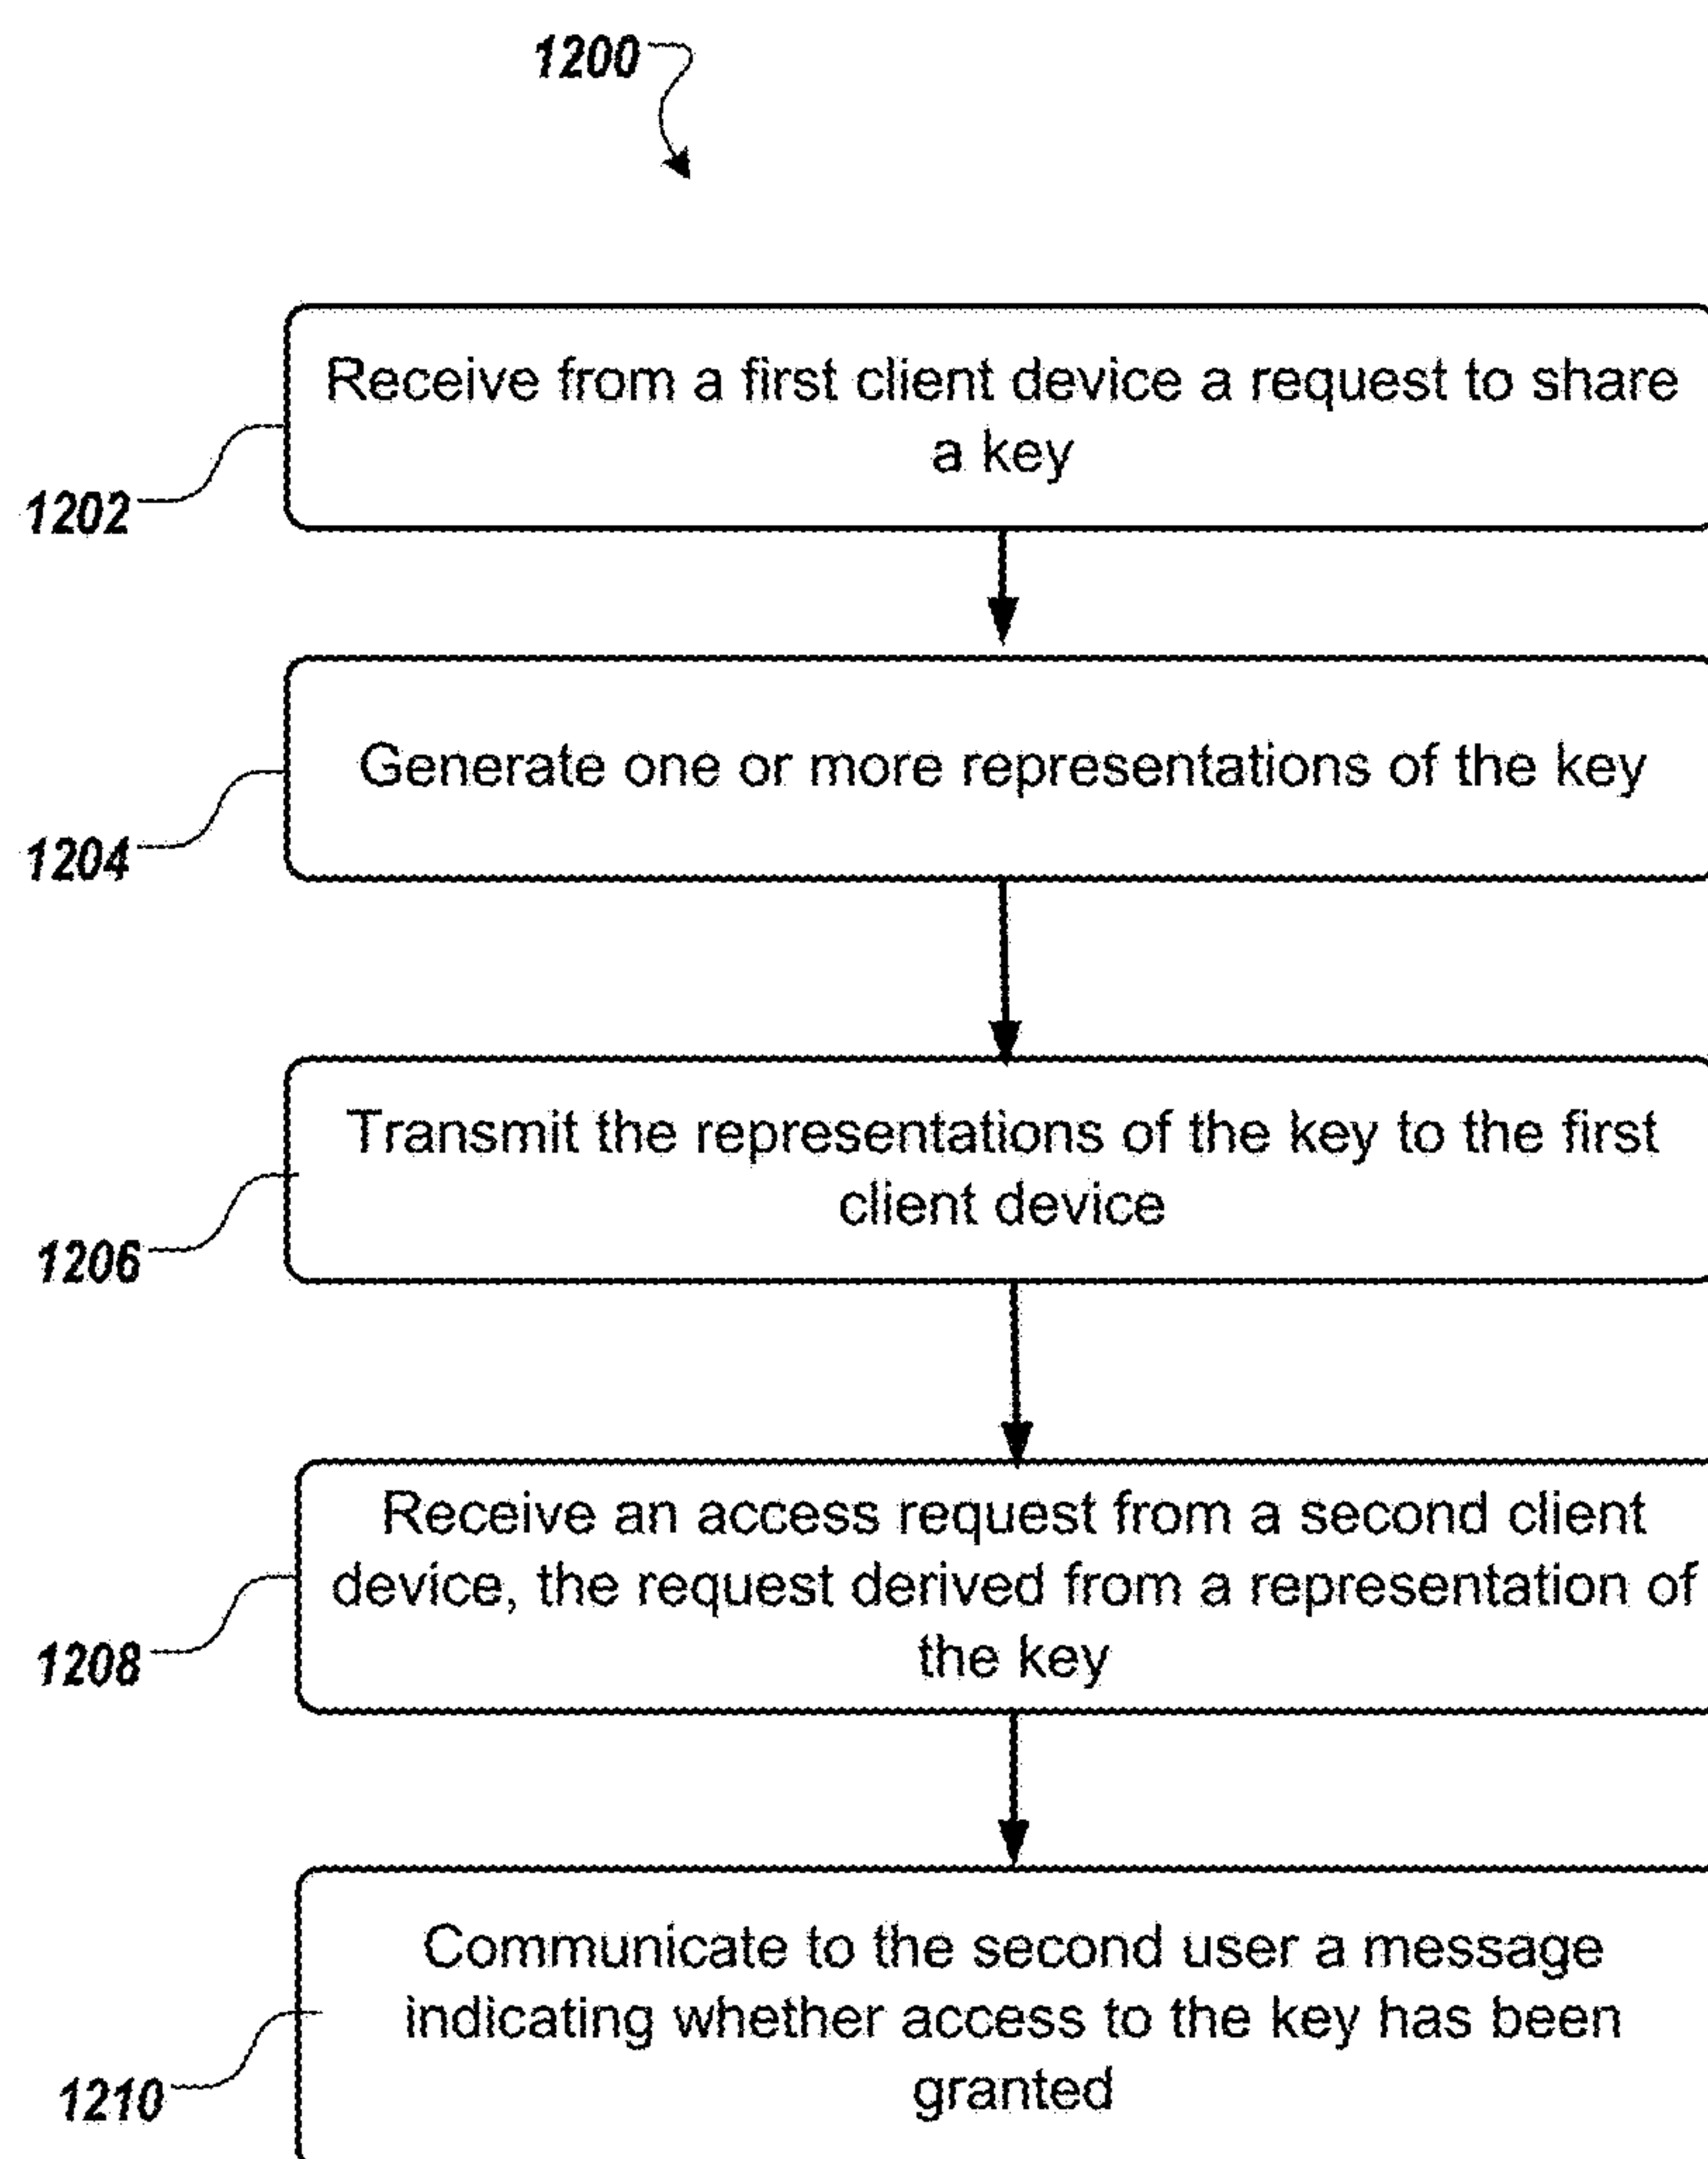 1200
Receive from a first client device a request to share
a key
1202
Generate one or more representations of the key
1204
Transmit the representations of the key to the first
client device
1206
Receive an access request from a second client
device, the request derived from a representation of
the key
1208
Communicate to the second user a message
indicating whether access to the key has been
granted
1210